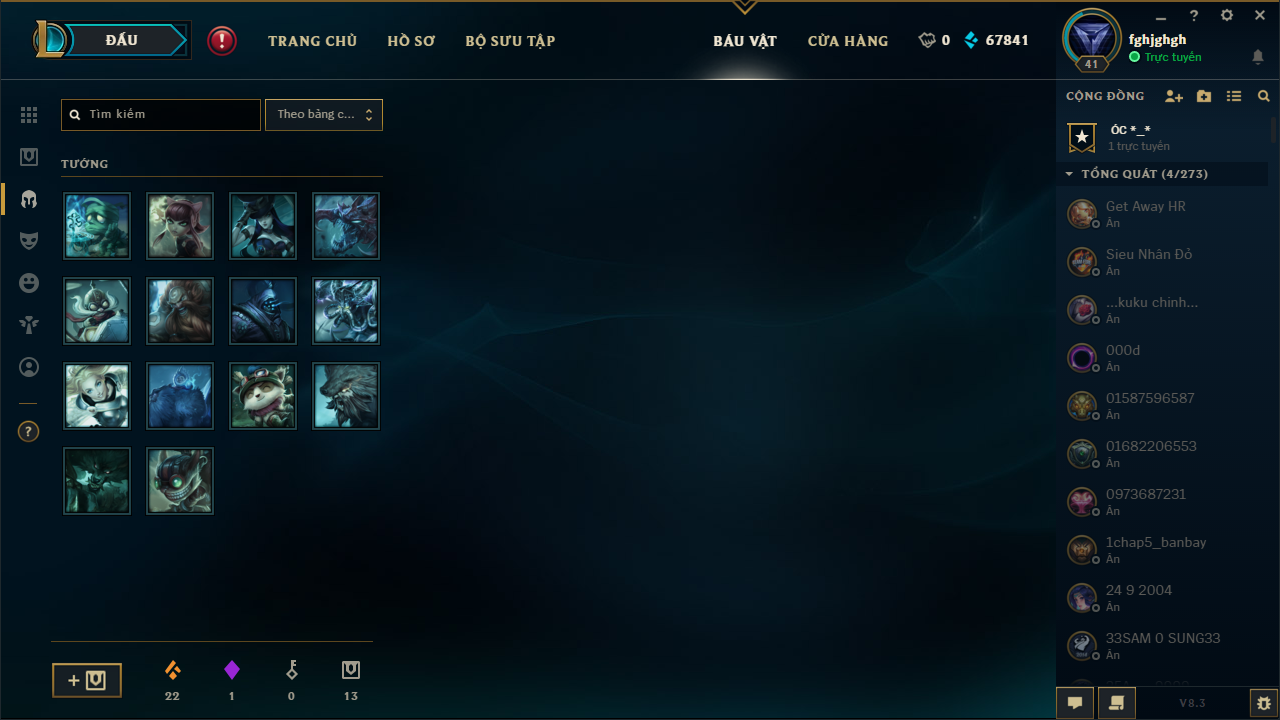 ĐẤU
TRANG CHỦ
HỒ SƠ
BỘ SƯU TẬP
BÁU VẬT
CỬA HÀNG
0
67841
41
fghjghgh
Trực tuyến
Tìm kiếm
Theo bảng c...
CỘNG ĐỒNG
ÓC *_*
1 trực tuyến
TỔNG QUÁT (4/273)
TƯỚNG
Get Away HR
Ẩn
Sieu Nhân Đỏ
Ẩn
...kuku chinh...
Ẩn
000d
Ẩn
01587596587
Ẩn
01682206553
Ẩn
0973687231
Ẩn
1chap5_banbay
Ẩn
24 9 2004
Ẩn
33SAM 0 SUNG33
Ẩn
22
1
0
13
V8.3